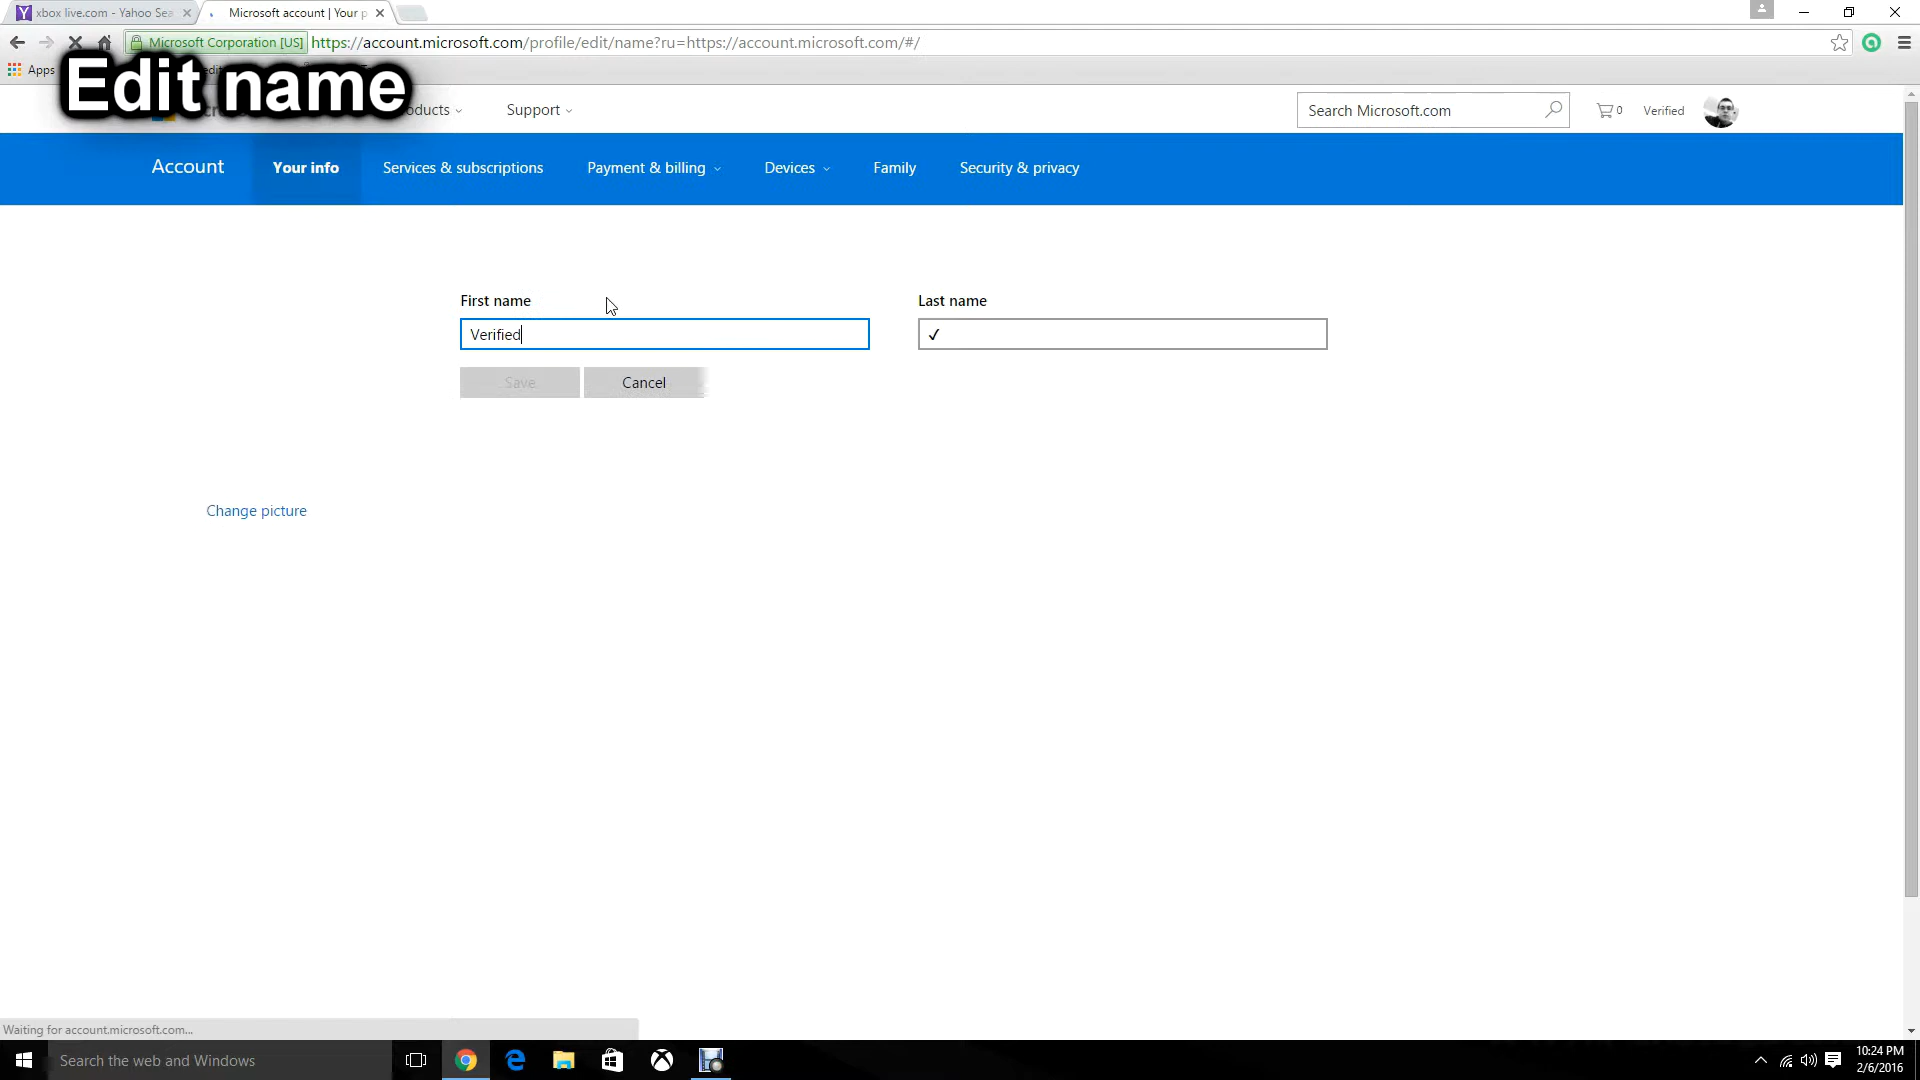 xbox live.com - Yahoo Sea
Microsoft account | Your p
Microsoft Corporation [US]
https://account.microsoft.com/profile/edit/name?ru=https://account.microsoft.com/#/
Apps
Edit name
Support
Search Microsoft.com
0
Verified
Account
Your info
Services & subscriptions
Payment & billing
Devices
Family
Security & privacy
First name
Last name
Verified
✓
Save
Cancel
Change picture
Waiting for account.microsoft.com...
Search the web and Windows
10:24 PM
2/6/2016